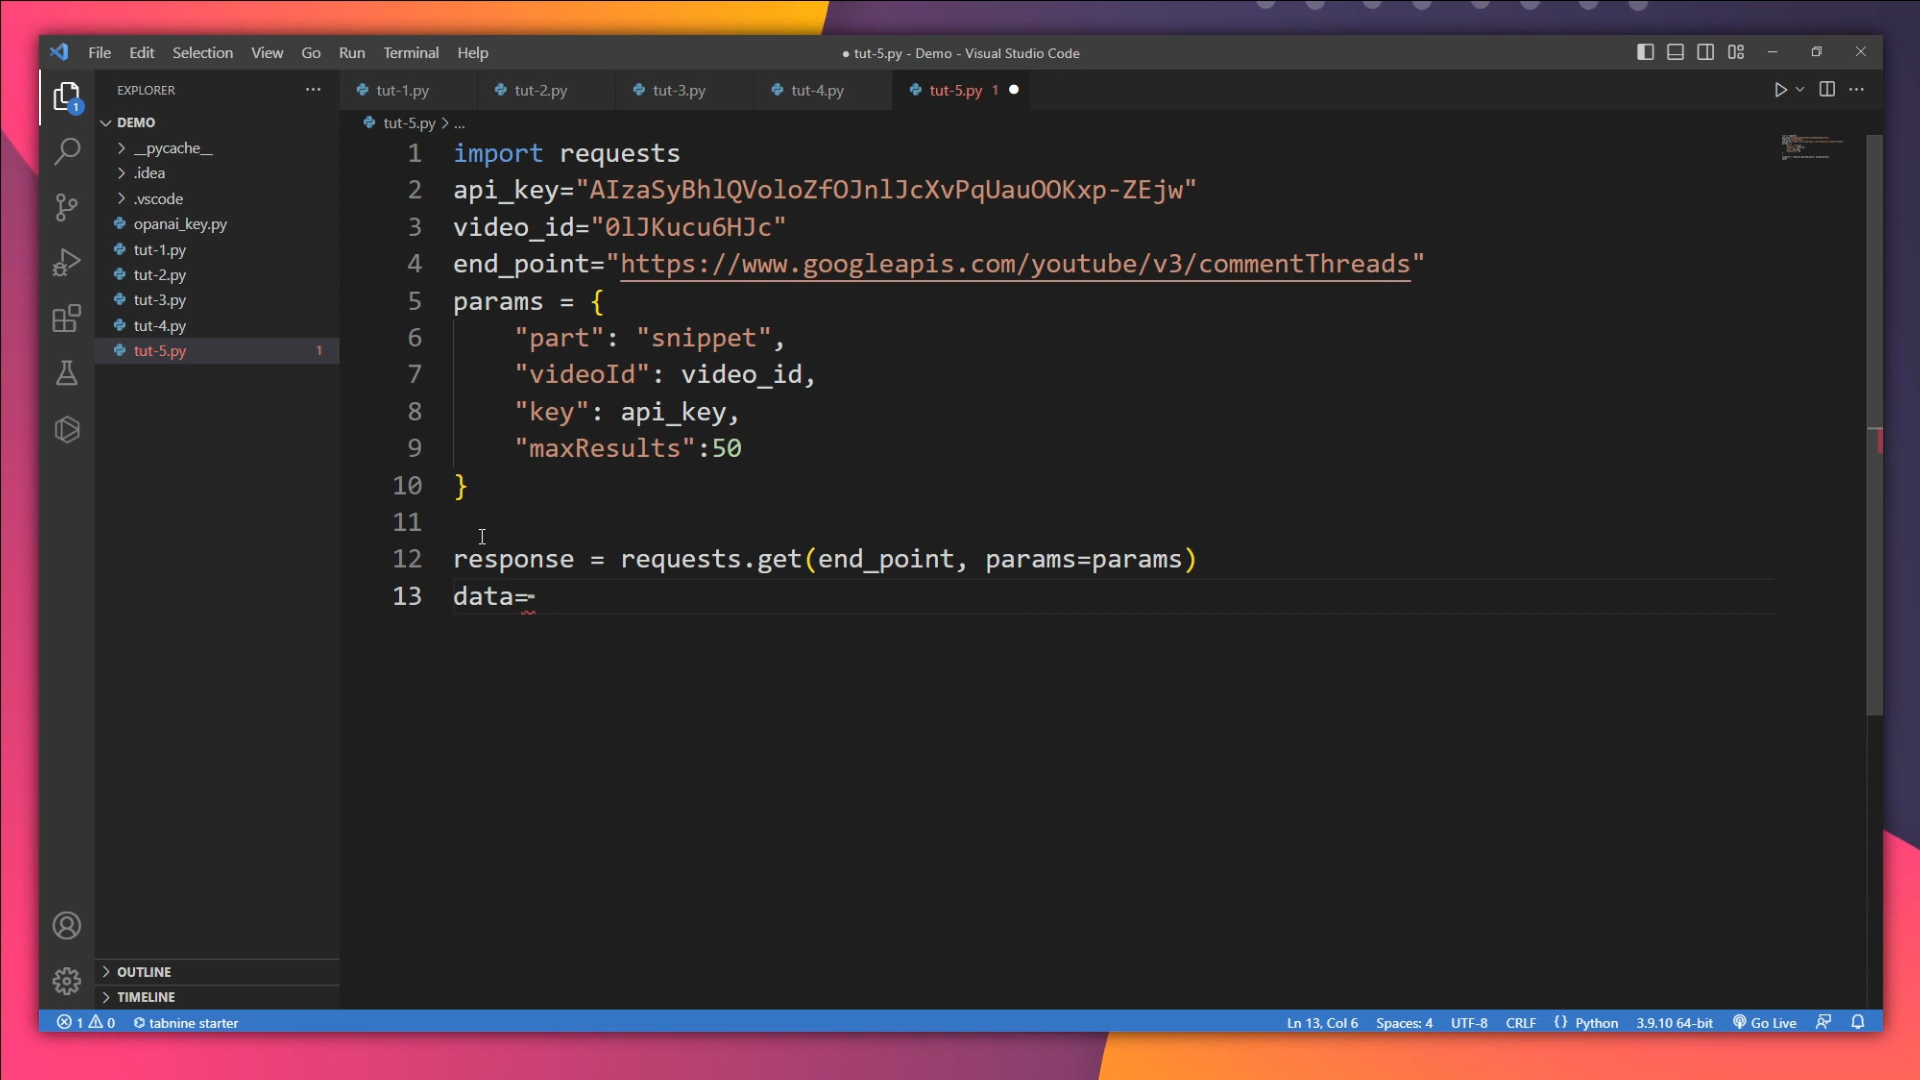 File Edit Selection View Go Run Terminal Help
● tut-5.py - Demo - Visual Studio Code
EXPLORER
tut-1.py tut-2.py tut-3.py tut-4.py tut-5.py 1
DEMO
__pycache__
.idea
.vscode
opanai_key.py
tut-1.py
tut-2.py
tut-3.py
tut-4.py
tut-5.py 1
OUTLINE
TIMELINE
1
tut-5.py > ...
1 import requests
2 api_key="AIzaSyBhlQVoloZfOJnlJcXvPqUauOOKxp-ZEjw"
3 video_id="0lJKucu6HJc"
4 end_point="https://www.googleapis.com/youtube/v3/commentThreads"
5 params = {
6 "part": "snippet",
7 "videoId": video_id,
8 "key": api_key,
9 "maxResults":50
10 }
11
12 response = requests.get(end_point, params=params)
13 data=-
1 0 tabnine starter
Ln 13, Col 6 Spaces: 4 UTF-8 CRLF {} Python 3.9.10 64-bit Go Live